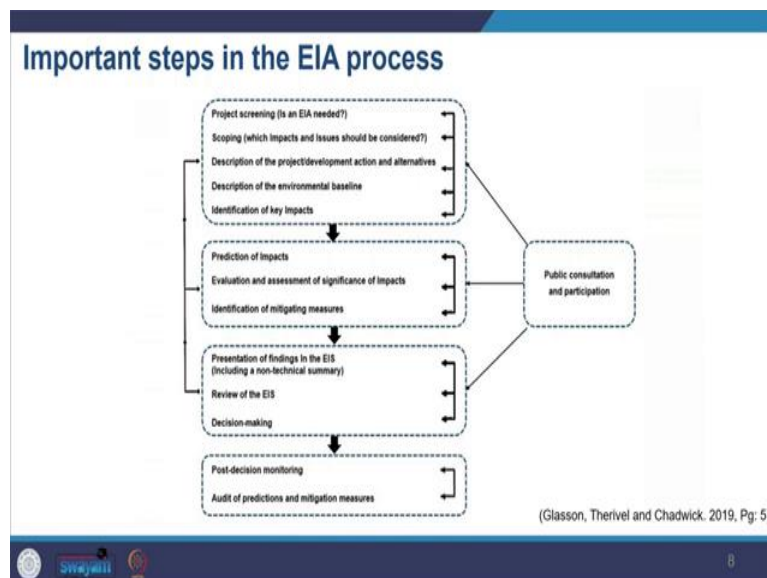 Important steps in the EIA process
Project screening (Is an EIA needed?)
Scoping (which Impacts and Issues should be considered?)
Description of the project/development action and alternatives
Description of the environmental baseline
Identification of key Impacts
Prediction of Impacts
Evaluation and assessment of significance of Impacts
Identification of mitigating measures
Public consultation
and participation
Presentation of findings In the EIS
(Including a non-technical summary)
Review of the EIS
Decision-making
Post-decision monitoring
Audit of predictions and mitigation measures
(Glasson, Therivel and Chadwick. 2019, Pg: 5
swayam
8